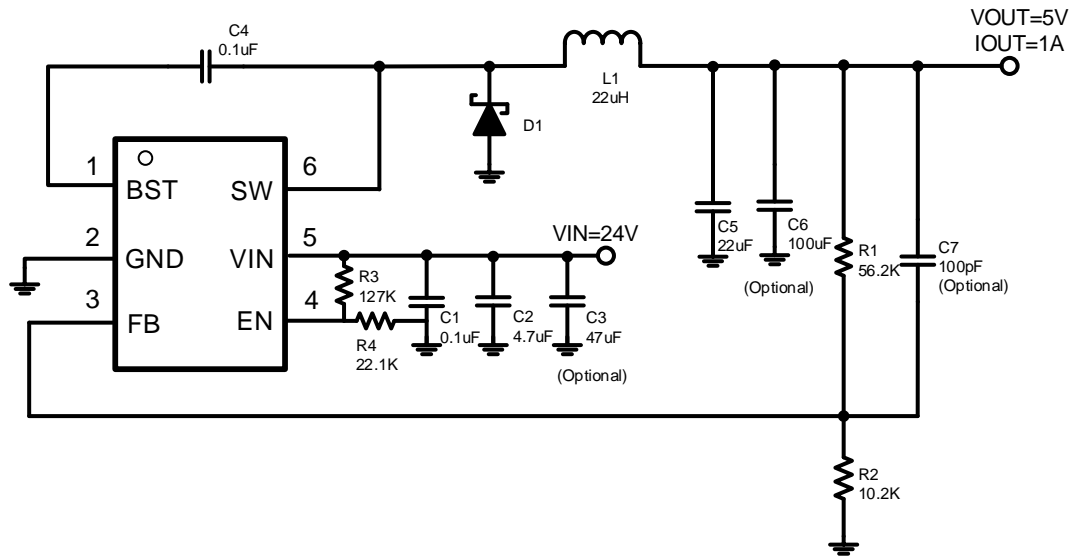 C4
0.1uF
VOUT=5V
IOUT=1A
L1
22uH
D1
1
BST
SW
6
2
GND
VIN
5
VIN=24V
3
FB
EN
4
R3
127K
R4
22.1K
C1
0.1uF
C2
4.7uF
C3
47uF
(Optional)
C5
22uF
C6
100uF
(Optional)
R1
56.2K
C7
100pF
(Optional)
R2
10.2K